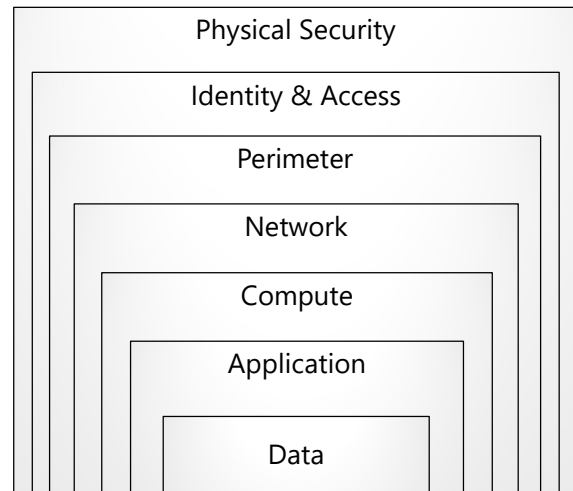 Physical Security
Identity & Access
Perimeter
Network
Compute
Application
Data